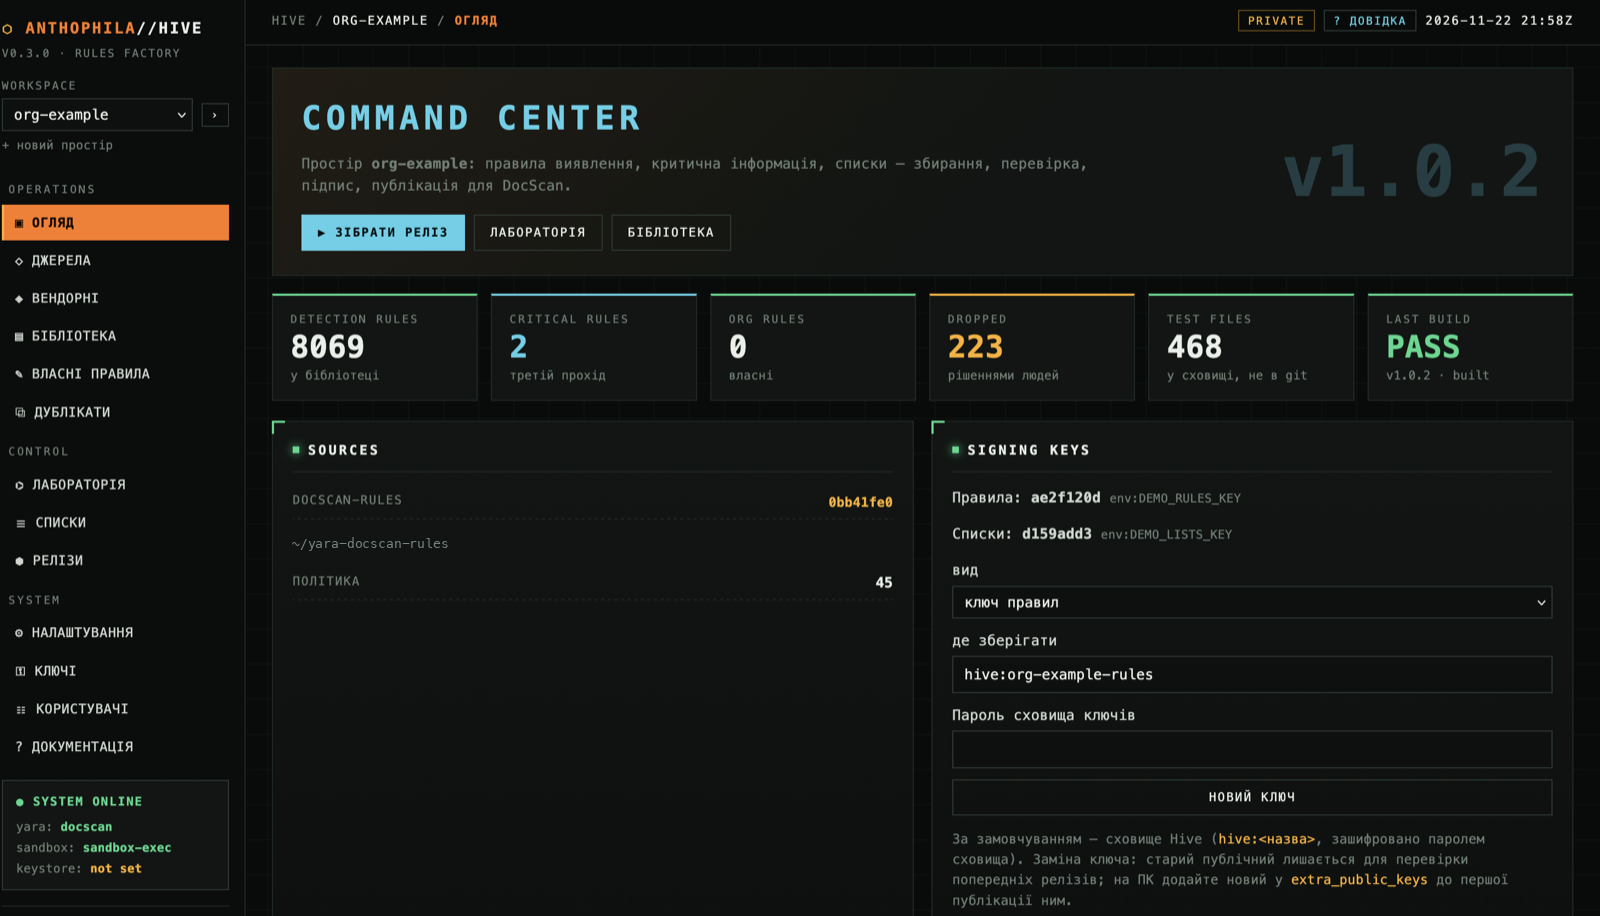 ANTHOPHILA//HIVE
V0.3.0 · RULES FACTORY
WORKSPACE
org-example
›
+ новий простір
OPERATIONS
ОГЛЯД
ДЖЕРЕЛА
ВЕНДОРНІ
БІБЛІОТЕКА
ВЛАСНІ ПРАВИЛА
ДУБЛІКАТИ
CONTROL
ЛАБОРАТОРІЯ
СПИСКИ
РЕЛІЗИ
SYSTEM
НАЛАШТУВАННЯ
КЛЮЧІ
КОРИСТУВАЧІ
? ДОКУМЕНТАЦІЯ
● SYSTEM ONLINE
yara: docscan
sandbox: sandbox-exec
keystore: not set
HIVE / ORG-EXAMPLE / ОГЛЯД
PRIVATE
? ДОВІДКА
2026-11-22 21:58Z
COMMAND CENTER
Простір org-example: правила виявлення, критична інформація, списки — збирання, перевірка,
підпис, публікація для DocScan.
v1.0.2
▶ ЗІБРАТИ РЕЛІЗ
ЛАБОРАТОРІЯ
БІБЛІОТЕКА
DETECTION RULES
8069
у бібліотеці
CRITICAL RULES
2
третій прохід
ORG RULES
0
власні
DROPPED
223
рішеннями людей
TEST FILES
468
у сховищі, не в git
LAST BUILD
PASS
v1.0.2 · built
SOURCES
DOCSCAN-RULES
0bb41fe0
~/yara-docscan-rules
ПОЛІТИКА
45
SIGNING KEYS
Правила: ae2f120d env:DEMO_RULES_KEY
Списки: d159add3 env:DEMO_LISTS_KEY
вид
ключ правил
де зберігати
hive:org-example-rules
Пароль сховища ключів
НОВИЙ КЛЮЧ
За замовчуванням — сховище Hive (hive:<назва>, зашифровано паролем
сховища). Заміна ключа: старий публічний лишається для перевірки
попередніх релізів; на ПК додайте новий у extra_public_keys до першої
публікації ним.